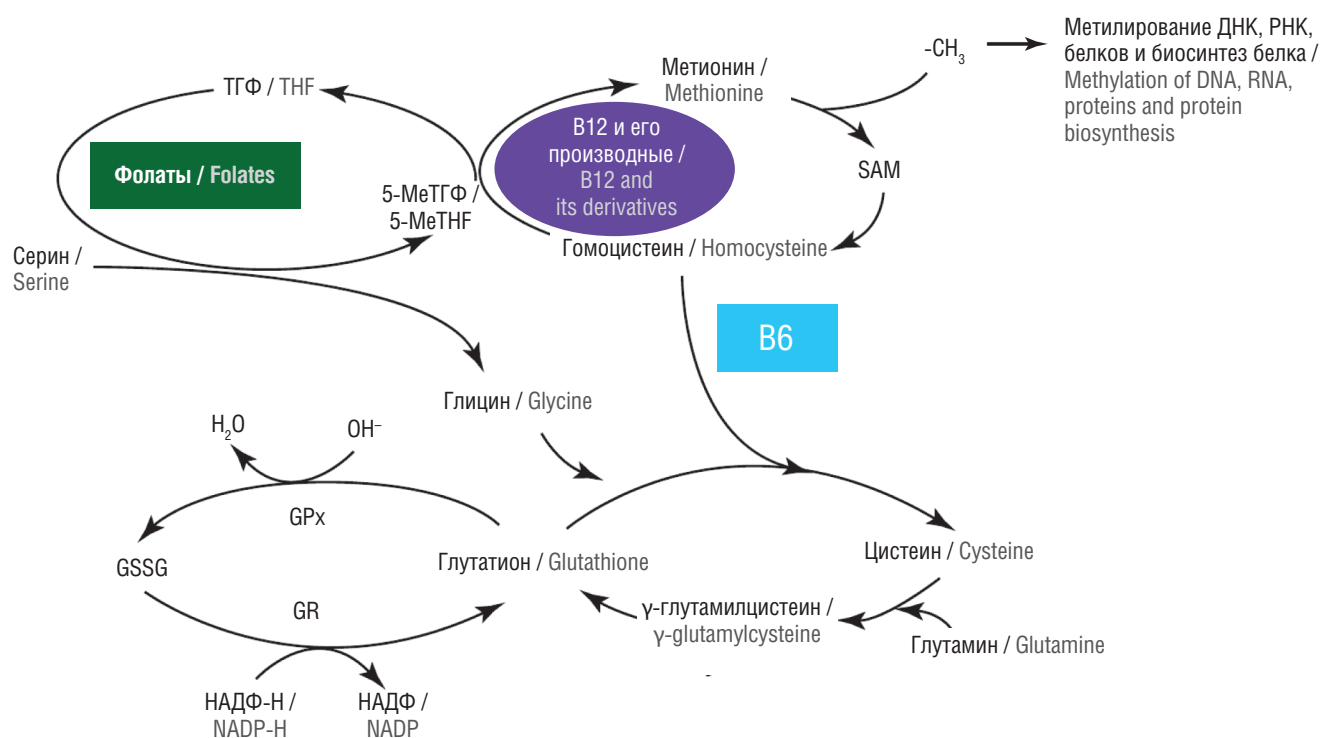 Метилирование ДНК, РНК,
белков и биосинтез белка /
Methylation of DNA, RNA,
proteins and protein
biosynthesis
-CH₃
Метионин /
Methionine
ТГФ / THF
В12 и его
производные /
B12 and
its derivatives
Фолаты / Folates
SAM
5-МеТГФ /
5-MeTHF
Гомоцистеин / Homocysteine
Серин /
Serine
В6
Глицин / Glycine
H₂O
OH⁻
GPx
GSSG
Глутатион / Glutathione
Цистеин / Cysteine
GR
γ-глутамилцистеин /
γ-glutamylcysteine
Глутамин / Glutamine
НАДФ-Н /
NADP-H
НАДФ /
NADP